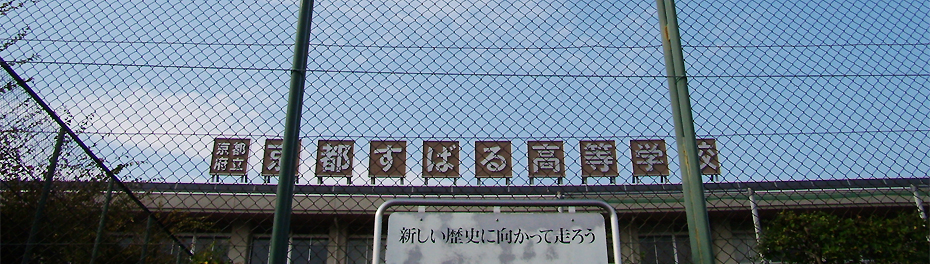 京都府立 京都すばる高等学校
新しい歴史に向かって走ろう